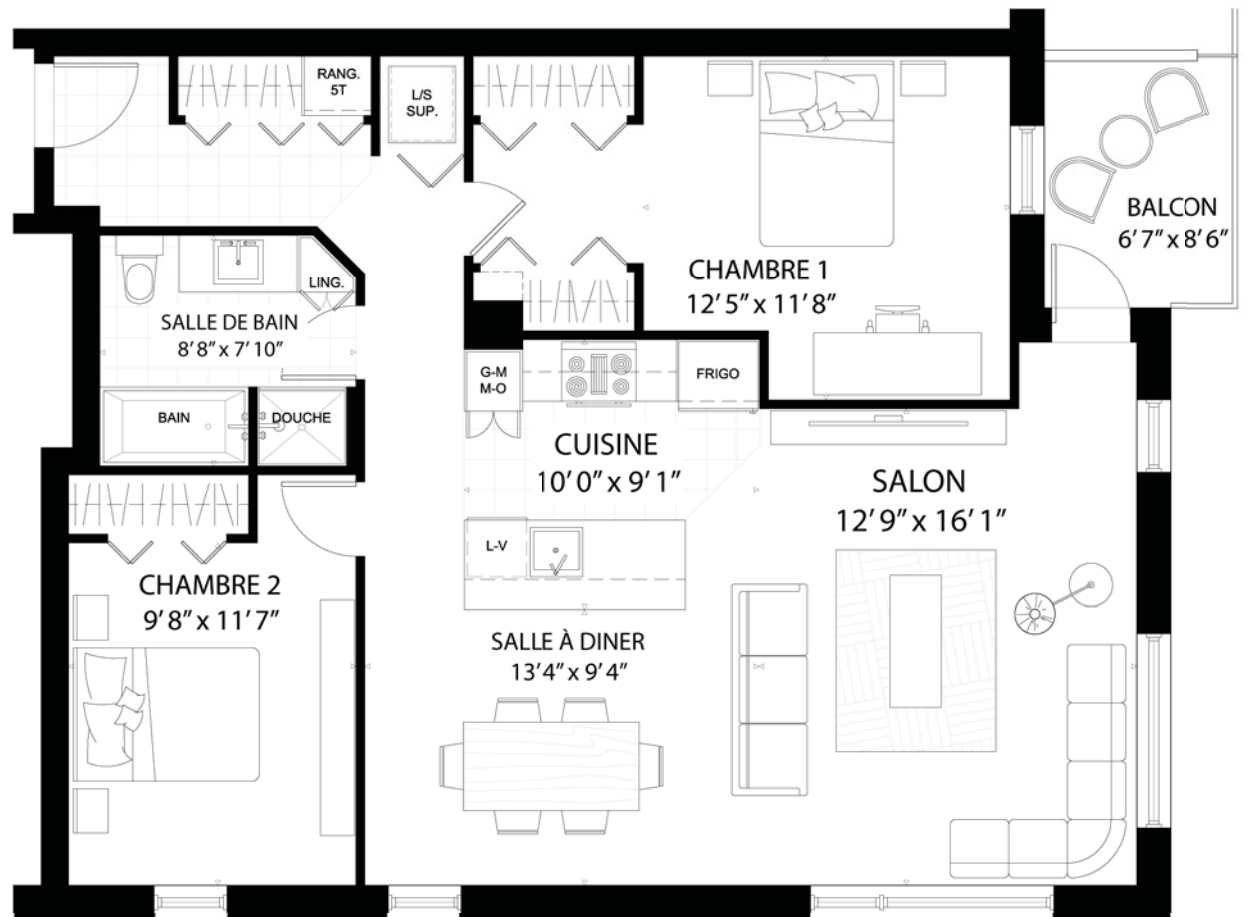 RANG.
5T
L/S
SUP.
BALCON
6'7" x 8'6"
CHAMBRE 1
12'5" x 11'8"
LING.
SALLE DE BAIN
8'8" x 7'10"
G-M
M-O
FRIGO
BAIN
DOUCHE
CUISINE
10'0" x 9'1"
SALON
12'9" x 16'1"
L-V
CHAMBRE 2
9'8" x 11'7"
SALLE À DINER
13'4" x 9'4"